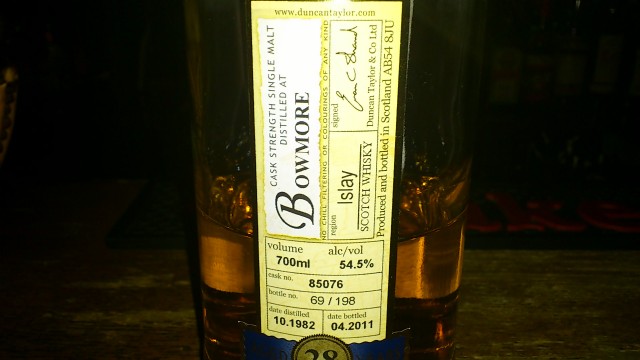 www.duncantaylor.com
CASK STRENGTH SINGLE MALT
DISTILLED AT
BOWMORE
NO CHILL FILTERING OR COLOURINGS OF ANY KIND
region
Islay
SCOTCH WHISKY
signed
Duncan Taylor & Co Ltd
Produced and bottled in Scotland AB54 8JU
volume
alc/vol
700ml
54.5%
cask no.
85076
bottle no.
69 / 198
date distilled
date bottled
10.1982
04.2011
28